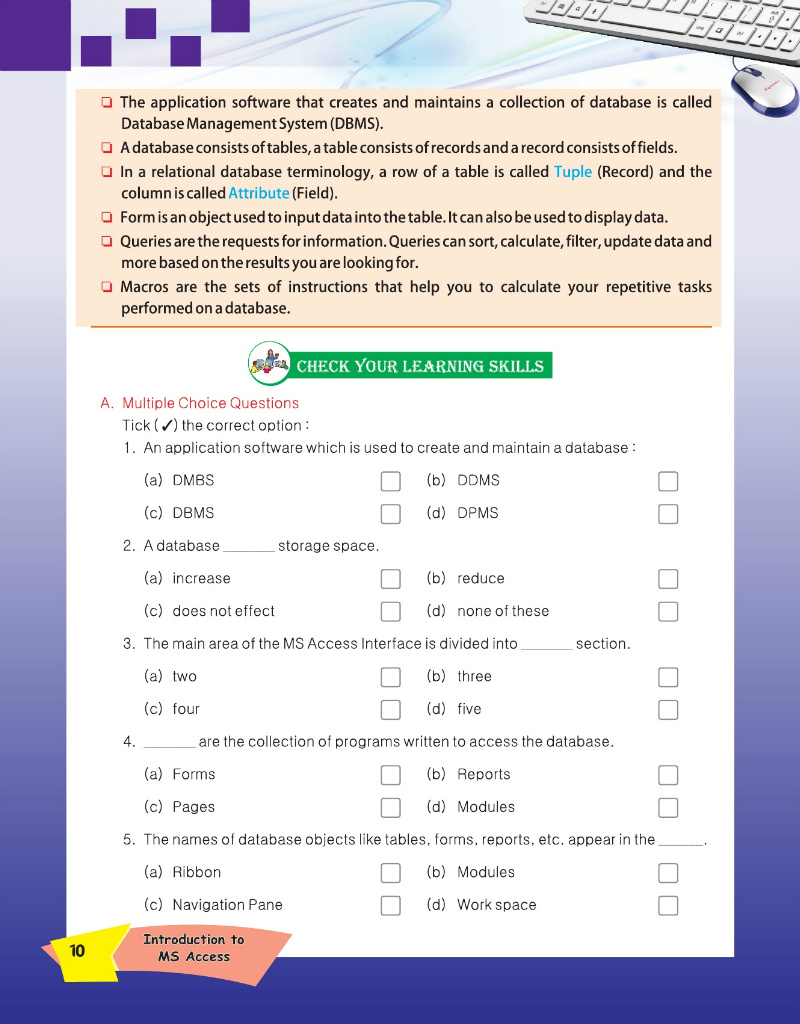 ❏ The application software that creates and maintains a collection of database is called
Database Management System (DBMS).
❏ A database consists of tables, a table consists of records and a record consists of fields.
❏ In a relational database terminology, a row of a table is called Tuple (Record) and the
column is called Attribute (Field).
❏ Form is an object used to input data into the table. It can also be used to display data.
❏ Queries are the requests for information. Queries can sort, calculate, filter, update data and
more based on the results you are looking for.
❏ Macros are the sets of instructions that help you to calculate your repetitive tasks
performed on a database.
CHECK YOUR LEARNING SKILLS
A. Multiple Choice Questions
Tick (✓) the correct option :
1. An application software which is used to create and maintain a database :
(a) DMBS (b) DDMS
(c) DBMS (d) DPMS
2. A database ______ storage space.
(a) increase (b) reduce
(c) does not effect (d) none of these
3. The main area of the MS Access Interface is divided into ______ section.
(a) two (b) three
(c) four (d) five
4. ______ are the collection of programs written to access the database.
(a) Forms (b) Reports
(c) Pages (d) Modules
5. The names of database objects like tables, forms, reports, etc. appear in the _____.
(a) Ribbon (b) Modules
(c) Navigation Pane (d) Work space
10
Introduction to
MS Access